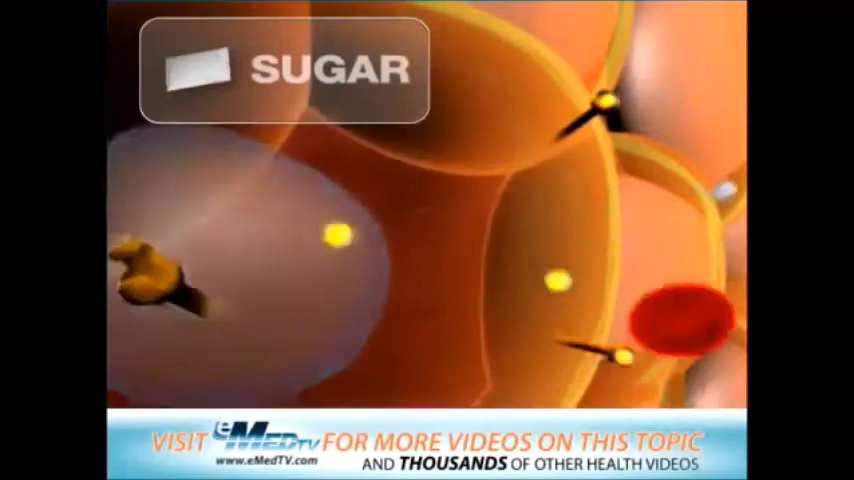 SUGAR
VISIT eMEDTV FOR MORE VIDEOS ON THIS TOPIC
www.eMedTV.com AND THOUSANDS OF OTHER HEALTH VIDEOS